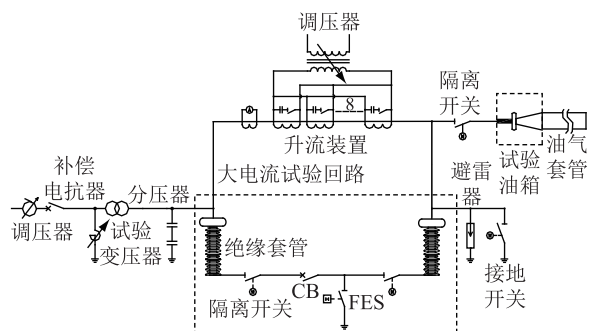 调压器
8
隔离
开关
升流装置
大电流试验回路
避雷
器
试验
油箱
油气
套管
补偿
电抗器
分压器
调压器
试验
变压器
绝缘套管
隔离开关
CB
FES
接地
开关